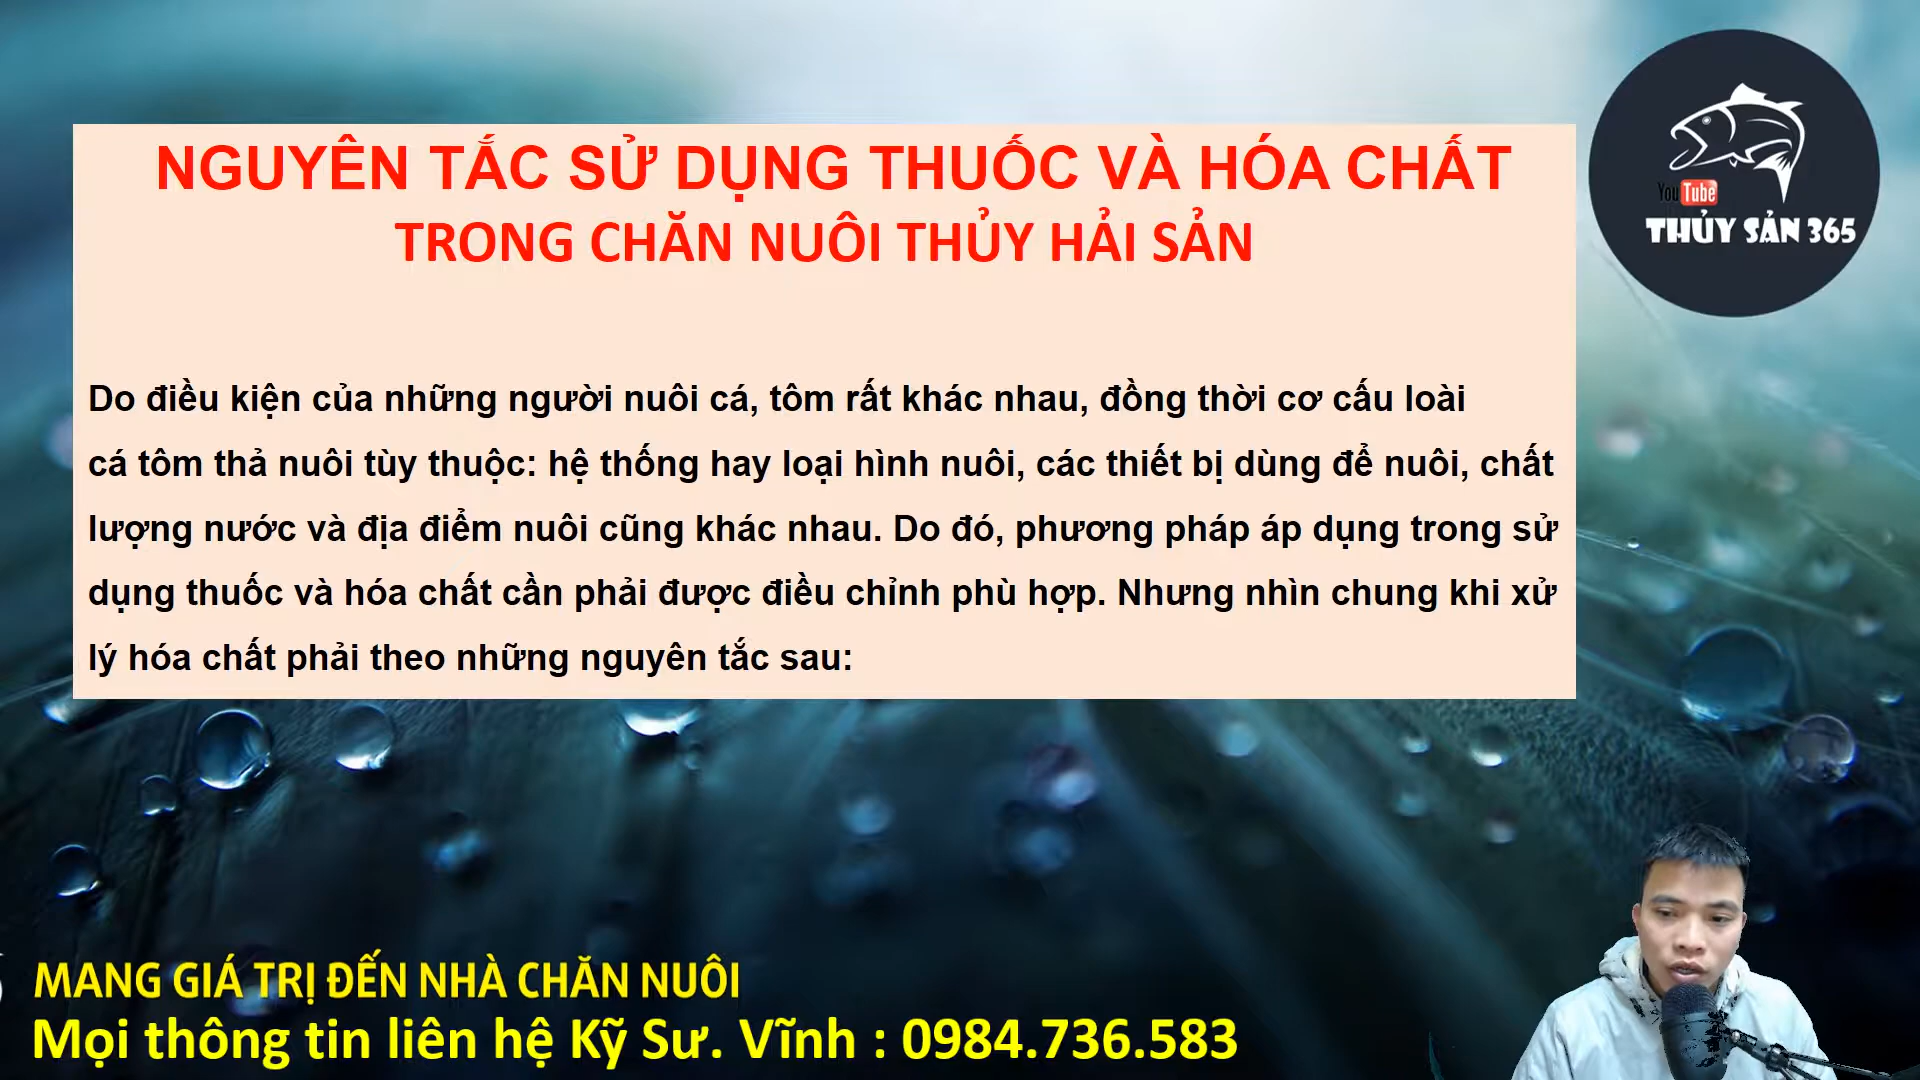 NGUYÊN TẮC SỬ DỤNG THUỐC VÀ HÓA CHẤT
TRONG CHĂN NUÔI THỦY HẢI SẢN
YouTube
THỦY SẢN 365
Do điều kiện của những người nuôi cá, tôm rất khác nhau, đồng thời cơ cấu loài
cá tôm thả nuôi tùy thuộc: hệ thống hay loại hình nuôi, các thiết bị dùng để nuôi, chất
lượng nước và địa điểm nuôi cũng khác nhau. Do đó, phương pháp áp dụng trong sử
dụng thuốc và hóa chất cần phải được điều chỉnh phù hợp. Nhưng nhìn chung khi xử
lý hóa chất phải theo những nguyên tắc sau:
MANG GIÁ TRỊ ĐẾN NHÀ CHĂN NUÔI
Mọi thông tin liên hệ Kỹ Sư. Vĩnh : 0984.736.583